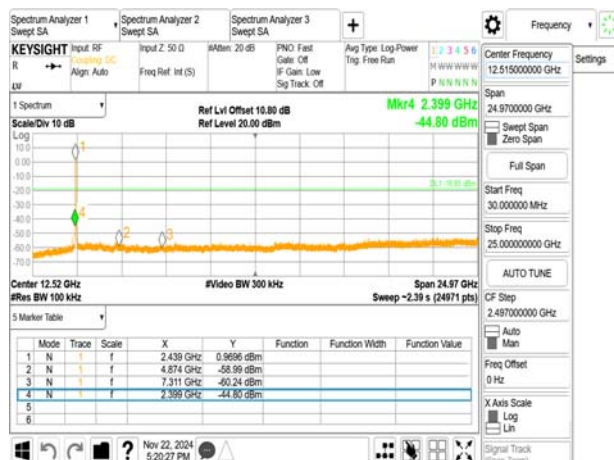 Spectrum Analyzer 1
Swept SA
Spectrum Analyzer 2
Swept SA
Spectrum Analyzer 3
Swept SA
+
Frequency
Settings
KEYSIGHT
R
Input: RF
Coupling: DC
Align: Auto
Input Z: 50 Ω
Freq Ref: Int (S)
#Atten: 20 dB
PNO: Fast
Gate: Off
IF Gain: Low
Sig Track: Off
Avg Type: Log-Power
Trig: Free Run
1 2 3 4 5 6
M W W W W W
P N N N N N
1 Spectrum
Scale/Div 10 dB
Ref Lvl Offset 10.80 dB
Ref Level 20.00 dBm
Mkr4 2.399 GHz
-44.80 dBm
Log
10.0
0.00
-10.0
-20.0
-30.0
-40.0
-50.0
-60.0
-70.0
1
2
3
4
Center 12.52 GHz
#Res BW 100 kHz
#Video BW 300 kHz
Span 24.97 GHz
Sweep ~2.39 s (24971 pts)
5 Marker Table
Mode Trace Scale X Y Function Function Width Function Value
1 N 1 f 2.439 GHz 0.9696 dBm
2 N 1 f 4.874 GHz -58.99 dBm
3 N 1 f 7.311 GHz -60.24 dBm
4 N 1 f 2.399 GHz -44.80 dBm
5
6
Nov 22, 2024
5:20:27 PM
?
Center Frequency
12.515000000 GHz
Span
24.9700000 GHz
Swept Span
Zero Span
Full Span
Start Freq
30.000000 MHz
Stop Freq
25.000000000 GHz
AUTO TUNE
CF Step
2.497000000 GHz
Auto
Man
Freq Offset
0 Hz
X Axis Scale
Log
Lin
Signal Track